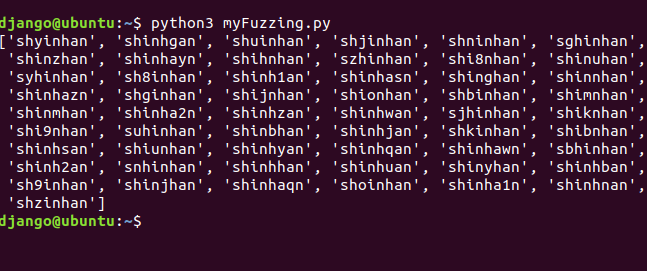 django@ubuntu:~$ python3 myFuzzing.py
['shyinhan', 'shinhgan', 'shuinhan', 'shjinhan', 'shninhan', 'sghinhan',
'shinzhan', 'shinhayn', 'shihnhan', 'szhinhan', 'shi8nhan', 'shinuhan',
'syhinhan', 'sh8inhan', 'shinh1an', 'shinhasn', 'shinghan', 'shinnhan',
'shinhazn', 'shginhan', 'shijnhan', 'shionhan', 'shbinhan', 'shimnhan',
'shinmhan', 'shinha2n', 'shinhzan', 'shinhwan', 'sjhinhan', 'shiknhan',
'shi9nhan', 'suhinhan', 'shinbhan', 'shinhjan', 'shkinhan', 'shibnhan',
'shinhsan', 'shiunhan', 'shinhyan', 'shinhqan', 'shinhawn', 'sbhinhan',
'shinh2an', 'snhinhan', 'shinhhan', 'shinhuan', 'shinyhan', 'shinhban',
'sh9inhan', 'shinjhan', 'shinhaqn', 'shoinhan', 'shinha1n', 'shinhnan',
'shzinhan']
django@ubuntu:~$